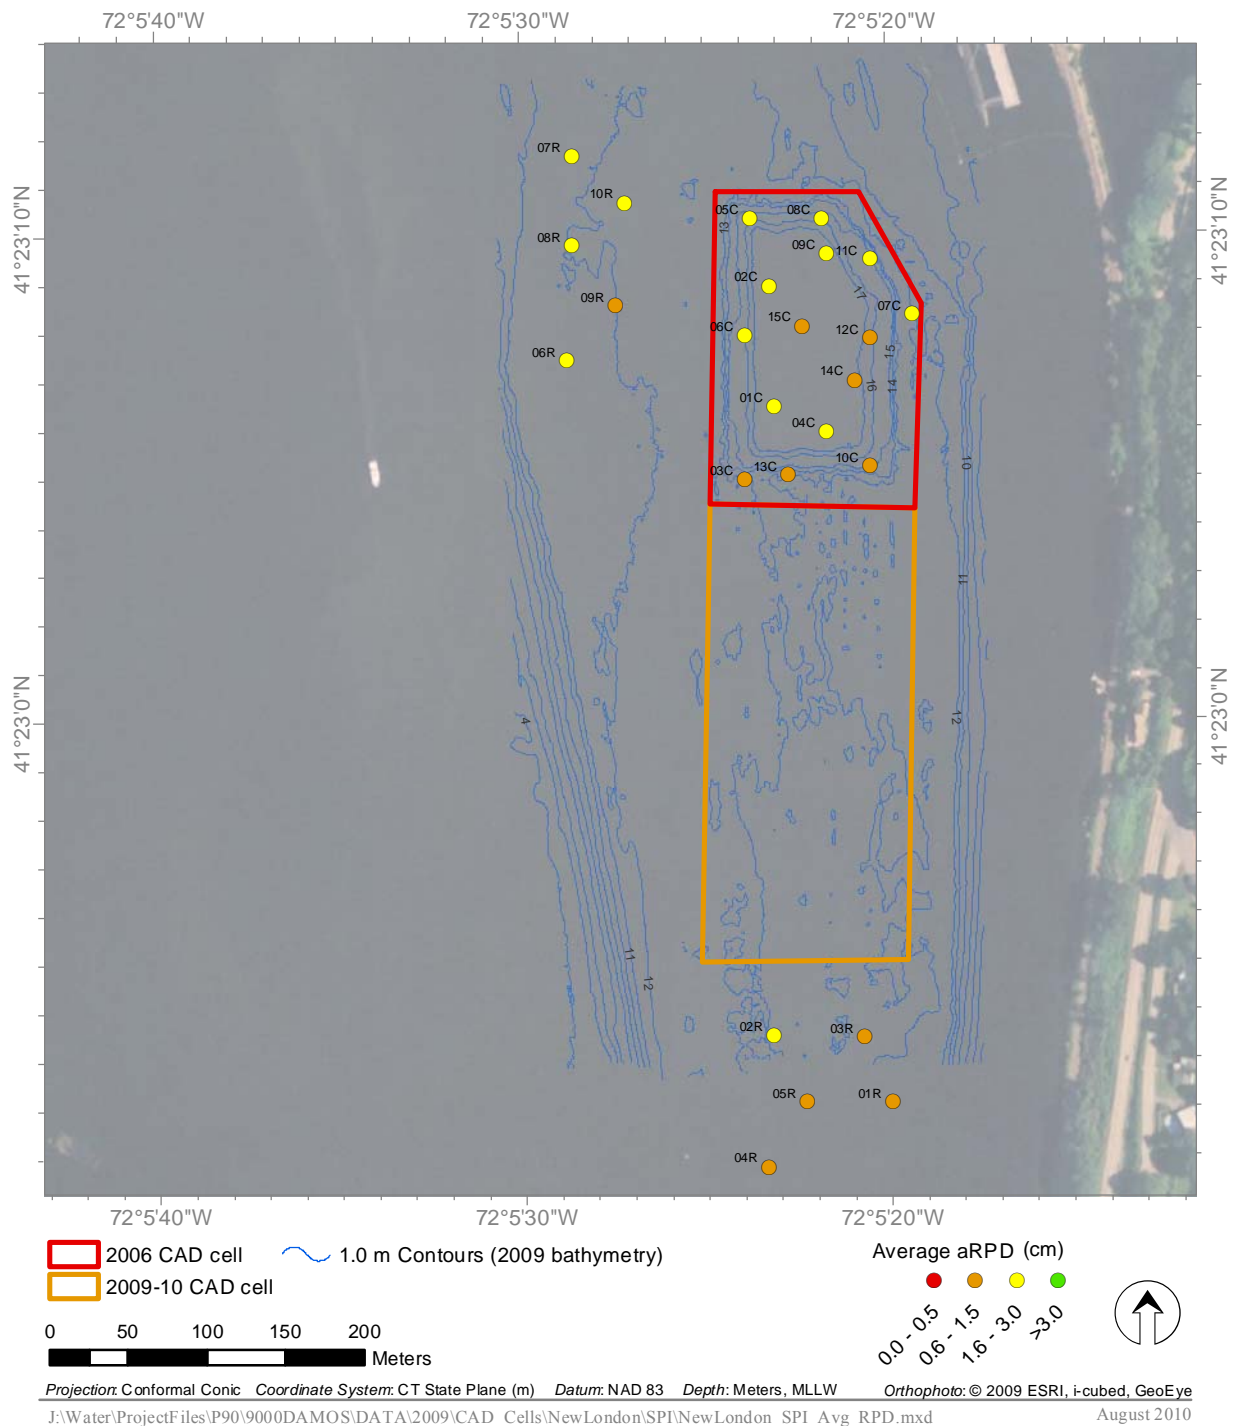 72°5'40"W 72°5'30"W 72°5'20"W
07R
10R
41°23'10"N 41°23'10"N
05C 08C
13
08R
09C 11C
02C
17
09R
07C
15C
06C 12C
15
06R
14C
16 14
01C
04C
10C 10
03C 13C
11
41°23'0"N 41°23'0"N
4 12
11
12
02R 03R
05R 01R
04R
72°5'40"W 72°5'30"W 72°5'20"W
2006 CAD cell 1.0 m Contours (2009 bathymetry)
2009-10 CAD cell
Average aRPD (cm)
0.0 - 0.5 0.6 - 1.5 1.6 - 3.0 >3.0
0 50 100 150 200
Meters
Projection: Conformal Conic Coordinate System: CT State Plane (m) Datum: NAD 83 Depth: Meters, MLLW Orthophoto: © 2009 ESRI, i-cubed, GeoEye
J:\Water\ProjectFiles\P90\9000DAMOS\DATA\2009\CAD_Cells\NewLondon\SPI\NewLondon_SPI_Avg_RPD.mxd August 2010